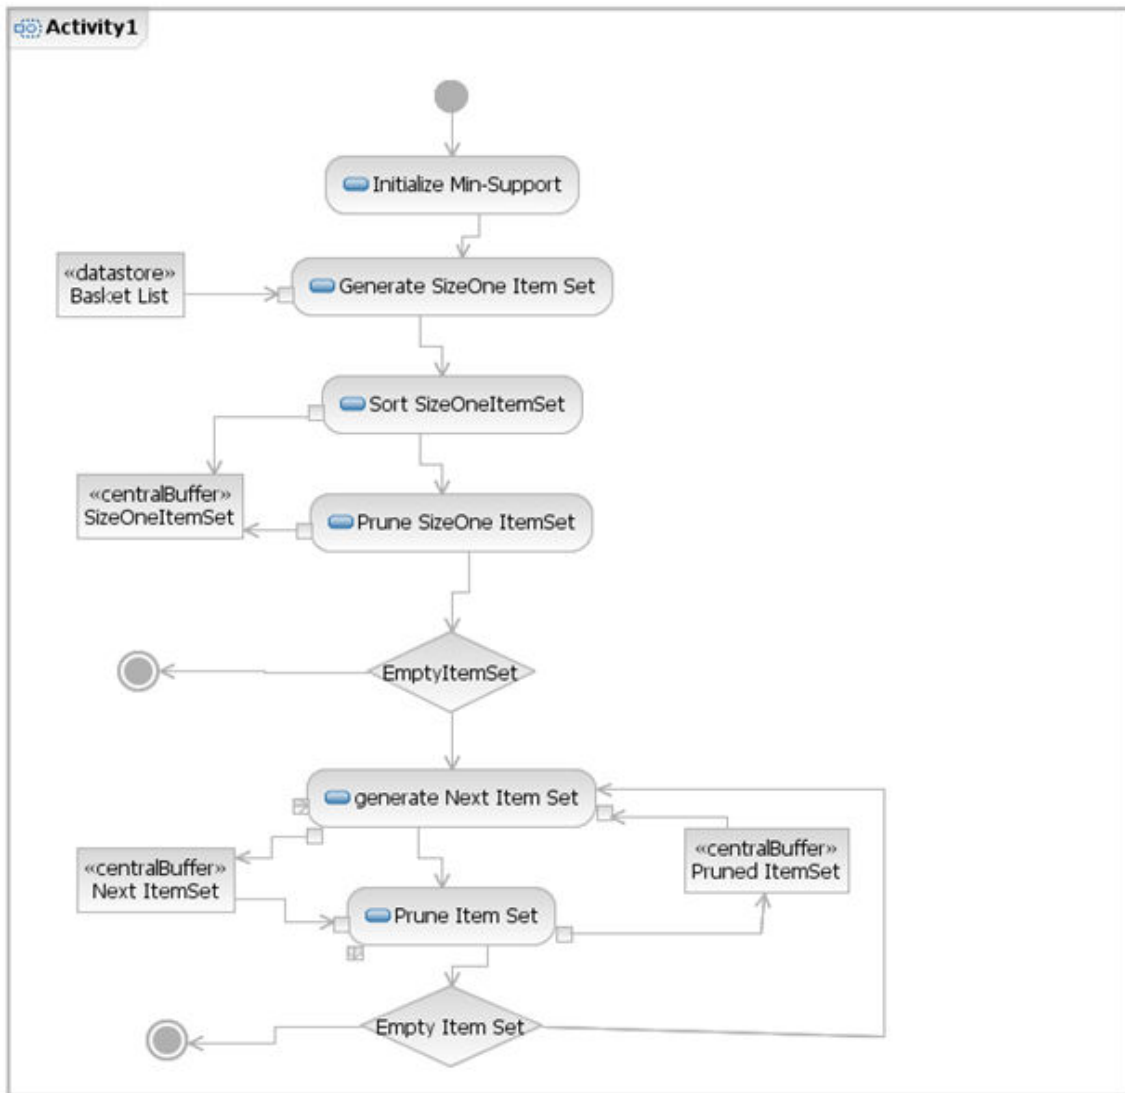 Activity1
Initialize Min-Support
«datastore»
Basket List
Generate SizeOne Item Set
Sort SizeOneItemSet
«centralBuffer»
SizeOneItemSet
Prune SizeOne ItemSet
EmptyItemSet
generate Next Item Set
«centralBuffer»
Pruned ItemSet
«centralBuffer»
Next ItemSet
Prune Item Set
Empty Item Set